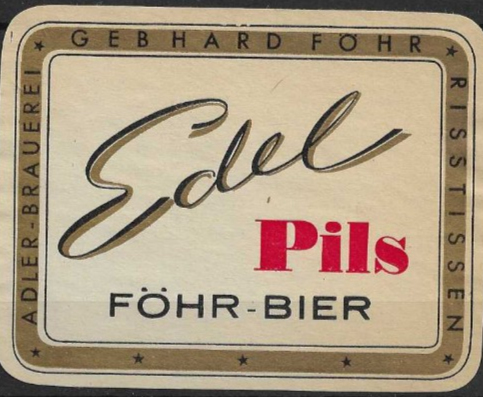 ADLER-BRAUEREI
GEBHARD FÖHR
RISSTISSEN
Edel
Pils
FÖHR-BIER